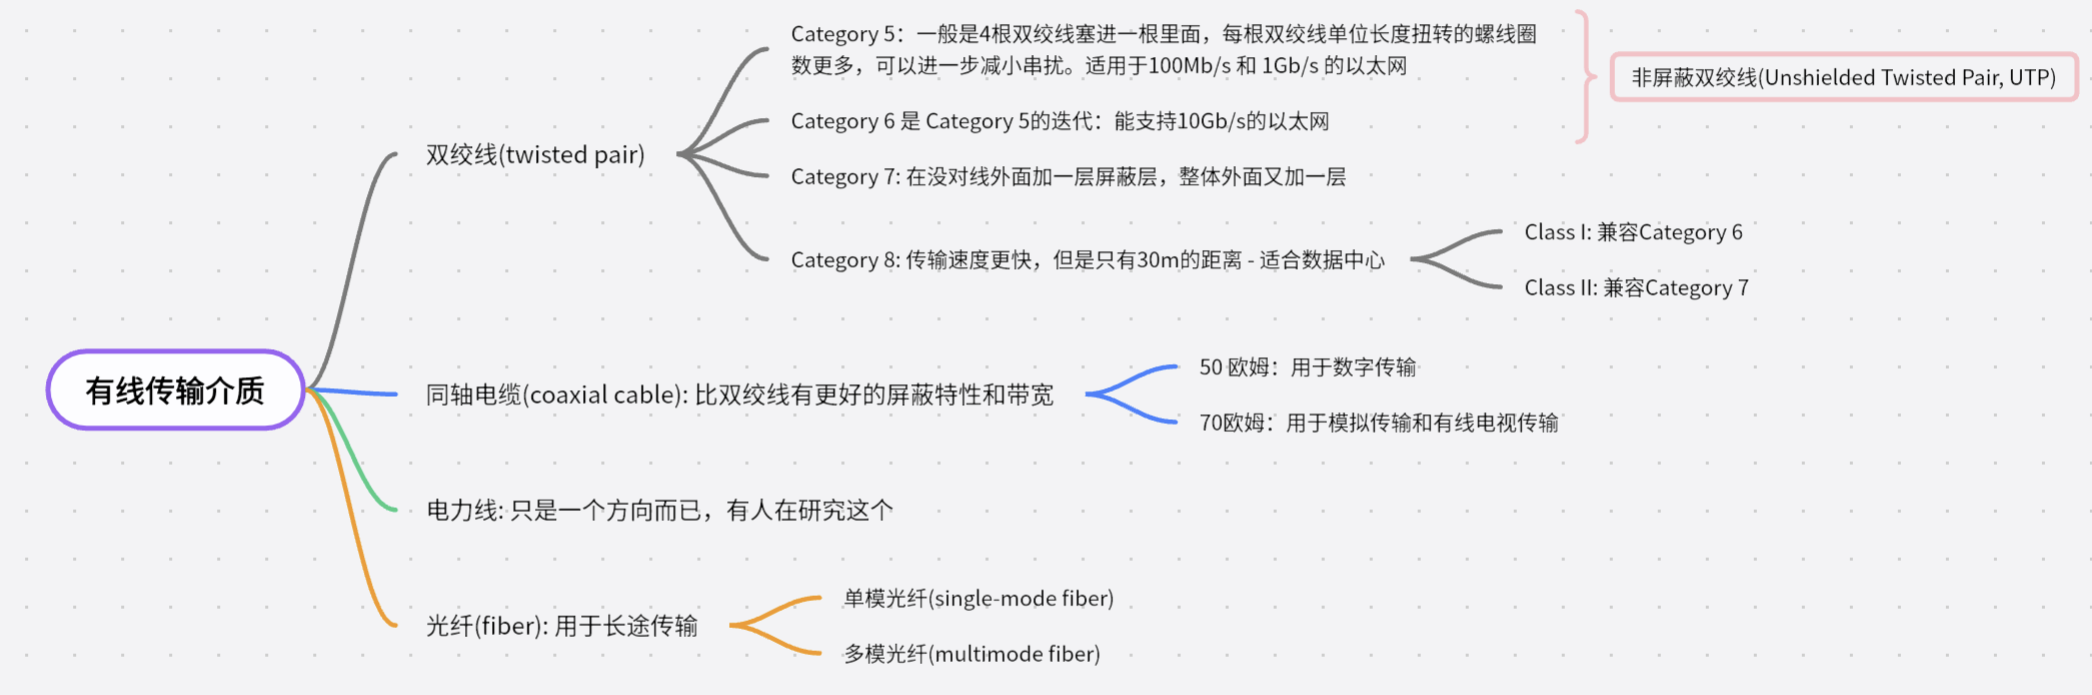 Category 5：一般是4根双绞线塞进一根里面，每根双绞线单位长度扭转的螺线圈
数更多，可以进一步减小串扰。适用于100Mb/s 和 1Gb/s 的以太网
非屏蔽双绞线(Unshielded Twisted Pair, UTP)
Category 6 是 Category 5的迭代：能支持10Gb/s的以太网
双绞线(twisted pair)
Category 7: 在没对线外面加一层屏蔽层，整体外面又加一层
Category 8: 传输速度更快，但是只有30m的距离 - 适合数据中心
Class I: 兼容Category 6
Class II: 兼容Category 7
有线传输介质
同轴电缆(coaxial cable): 比双绞线有更好的屏蔽特性和带宽
50 欧姆：用于数字传输
70欧姆：用于模拟传输和有线电视传输
电力线: 只是一个方向而已，有人在研究这个
光纤(fiber): 用于长途传输
单模光纤(single-mode fiber)
多模光纤(multimode fiber)